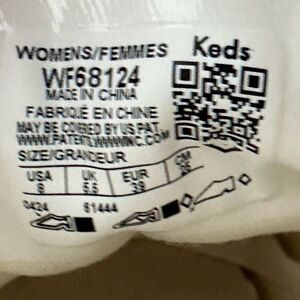 WOMENS/FEMMES Keds
WF68124
MADE IN CHINA
FABRIQUÉ EN CHINE
MAY BE COVERED BY US PAT.
SIZE/GRANDEUR
USA UK EUR CM
8 5.5 39 25
0424 61444